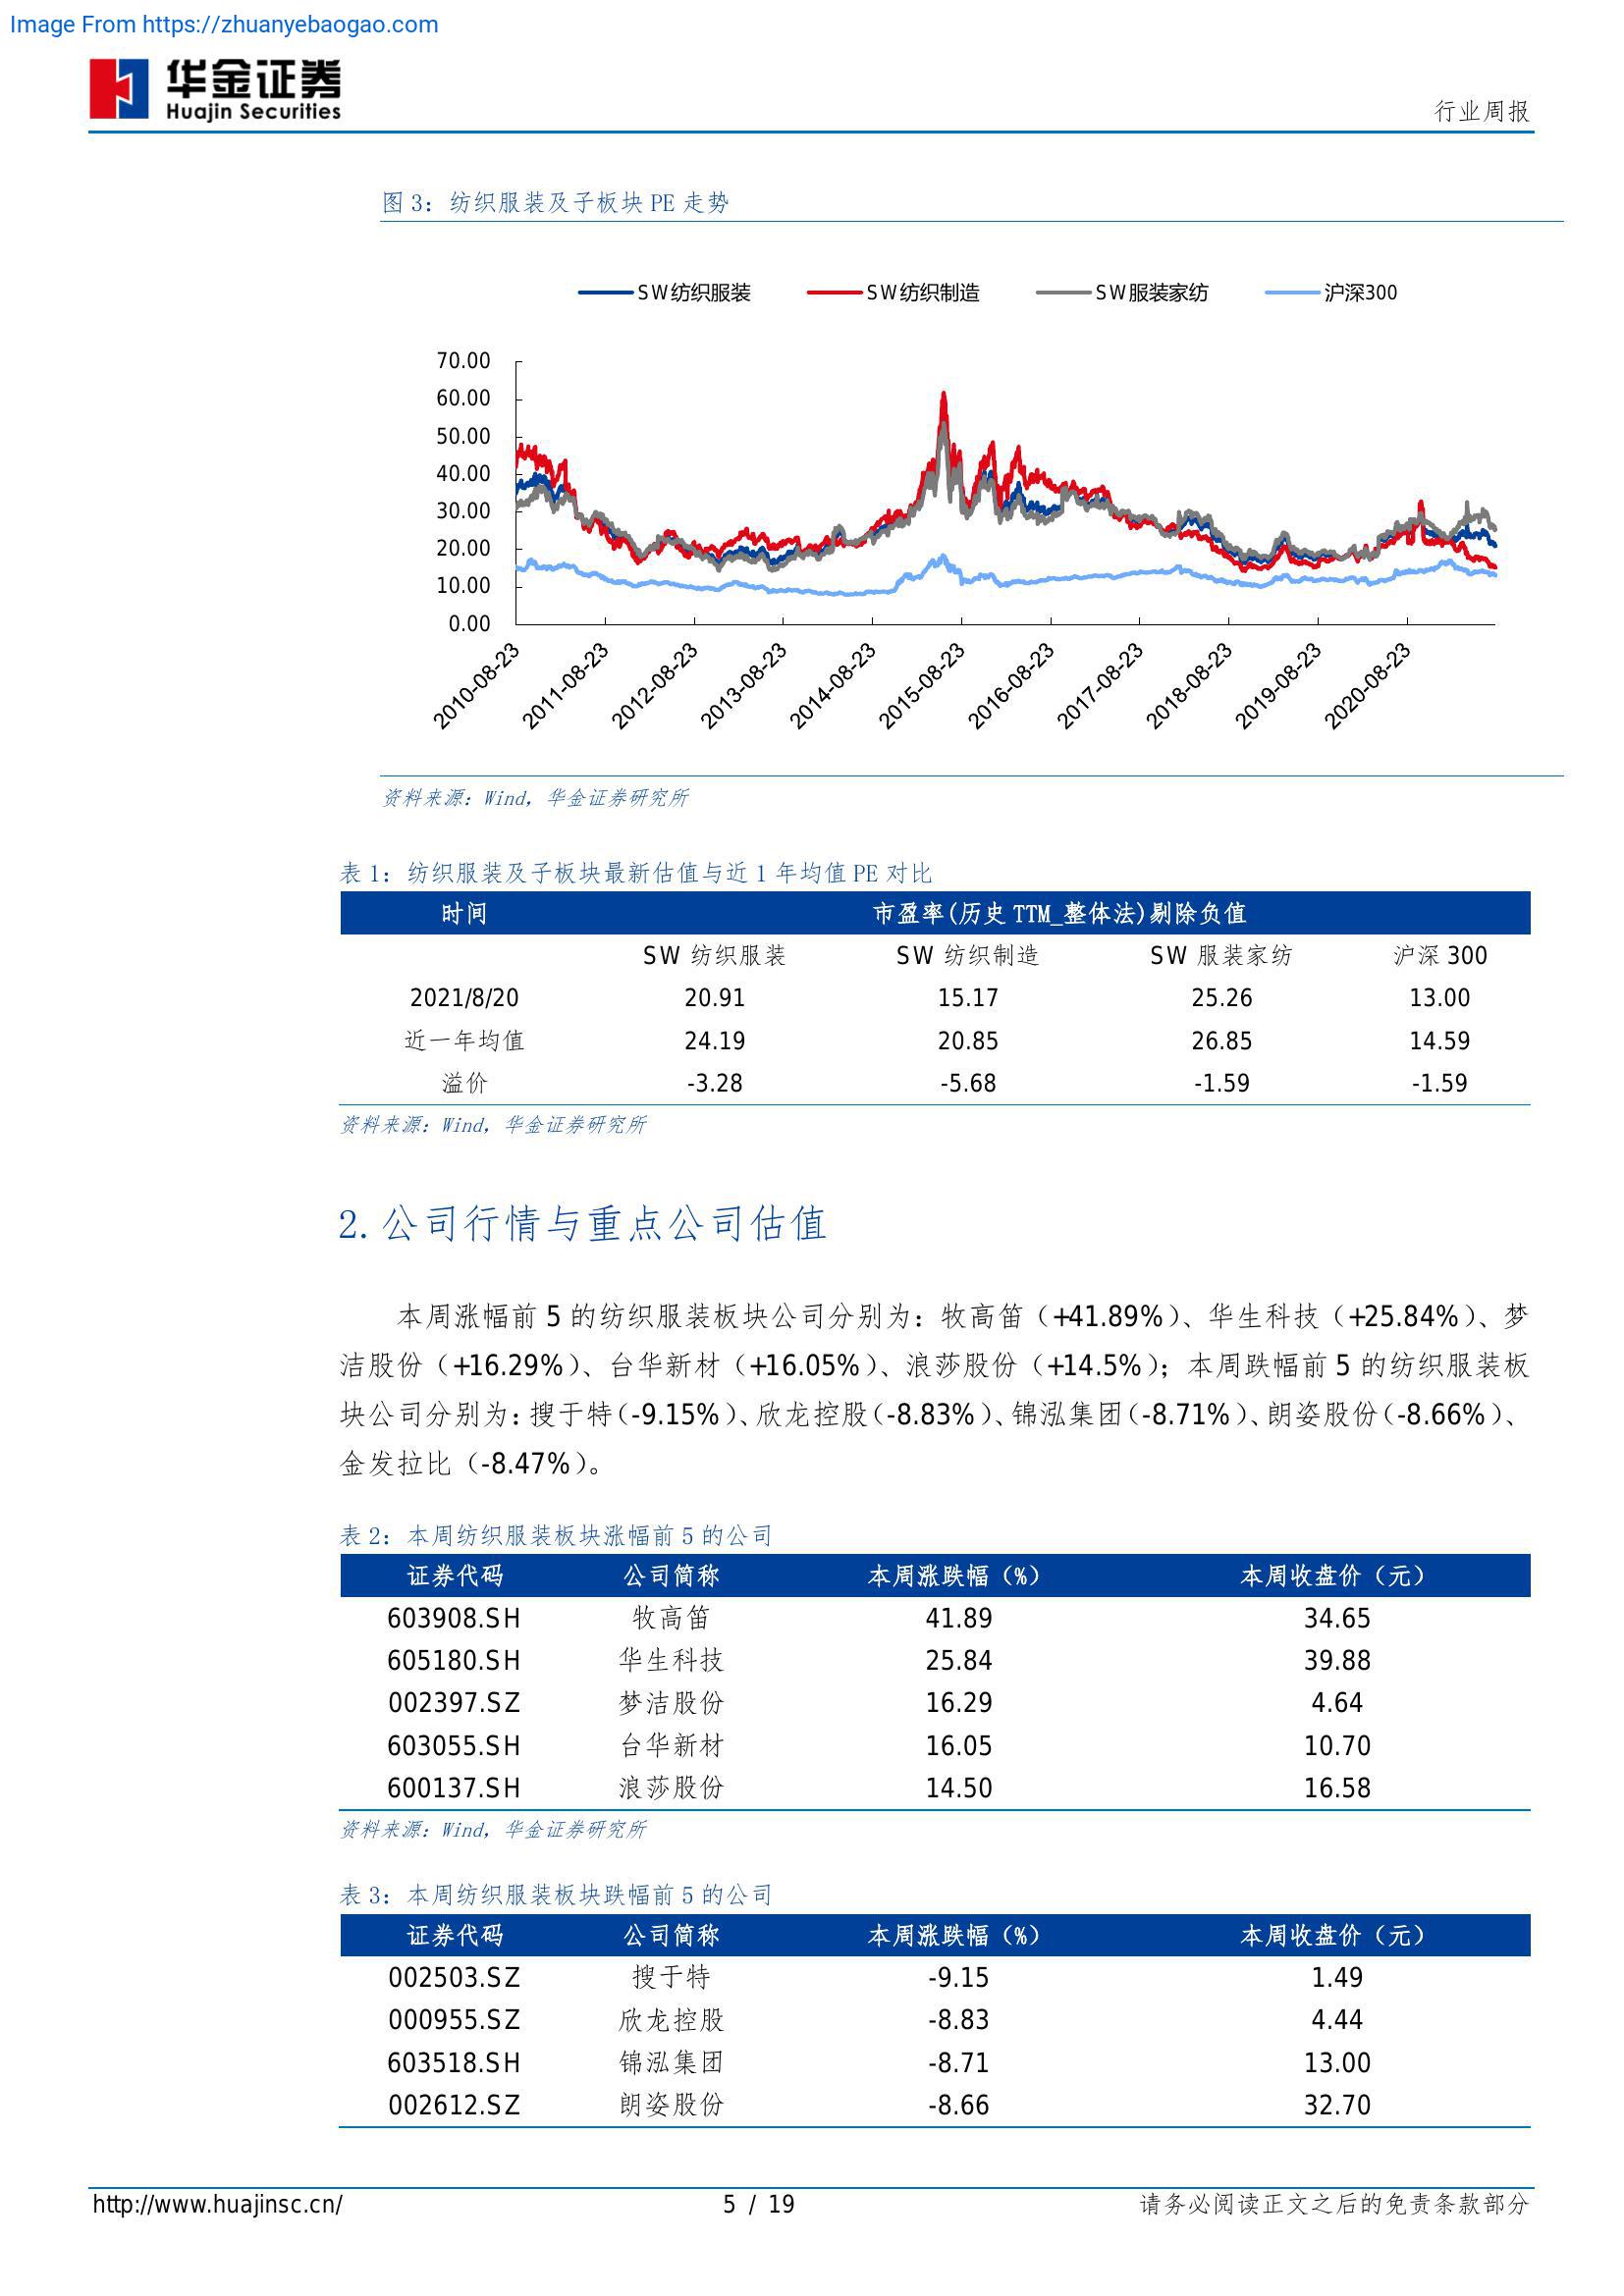 Image From https://zhuanyebaogao.com
华金证券
Huajin Securities
行业周报
图 3：纺织服装及子板块 PE 走势
SW纺织服装 SW纺织制造 SW服装家纺 沪深300
70.00
60.00
50.00
40.00
30.00
20.00
10.00
0.00
2010-08-23 2011-08-23 2012-08-23 2013-08-23 2014-08-23 2015-08-23 2016-08-23 2017-08-23 2018-08-23 2019-08-23 2020-08-23
资料来源：Wind，华金证券研究所
表 1：纺织服装及子板块最新估值与近 1 年均值 PE 对比
时间 市盈率(历史 TTM_整体法)剔除负值
SW 纺织服装 SW 纺织制造 SW 服装家纺 沪深 300
2021/8/20 20.91 15.17 25.26 13.00
近一年均值 24.19 20.85 26.85 14.59
溢价 -3.28 -5.68 -1.59 -1.59
资料来源：Wind，华金证券研究所
2. 公司行情与重点公司估值
本周涨幅前 5 的纺织服装板块公司分别为：牧高笛（+41.89%）、华生科技（+25.84%）、梦
洁股份（+16.29%）、台华新材（+16.05%）、浪莎股份（+14.5%）；本周跌幅前 5 的纺织服装板
块公司分别为：搜于特（-9.15%）、欣龙控股（-8.83%）、锦泓集团（-8.71%）、朗姿股份（-8.66%）、
金发拉比（-8.47%）。
表 2：本周纺织服装板块涨幅前 5 的公司
证券代码 公司简称 本周涨跌幅（%） 本周收盘价（元）
603908.SH 牧高笛 41.89 34.65
605180.SH 华生科技 25.84 39.88
002397.SZ 梦洁股份 16.29 4.64
603055.SH 台华新材 16.05 10.70
600137.SH 浪莎股份 14.50 16.58
资料来源：Wind，华金证券研究所
表 3：本周纺织服装板块跌幅前 5 的公司
证券代码 公司简称 本周涨跌幅（%） 本周收盘价（元）
002503.SZ 搜于特 -9.15 1.49
000955.SZ 欣龙控股 -8.83 4.44
603518.SH 锦泓集团 -8.71 13.00
002612.SZ 朗姿股份 -8.66 32.70
http://www.huajinsc.cn/ 5 / 19 请务必阅读正文之后的免责条款部分